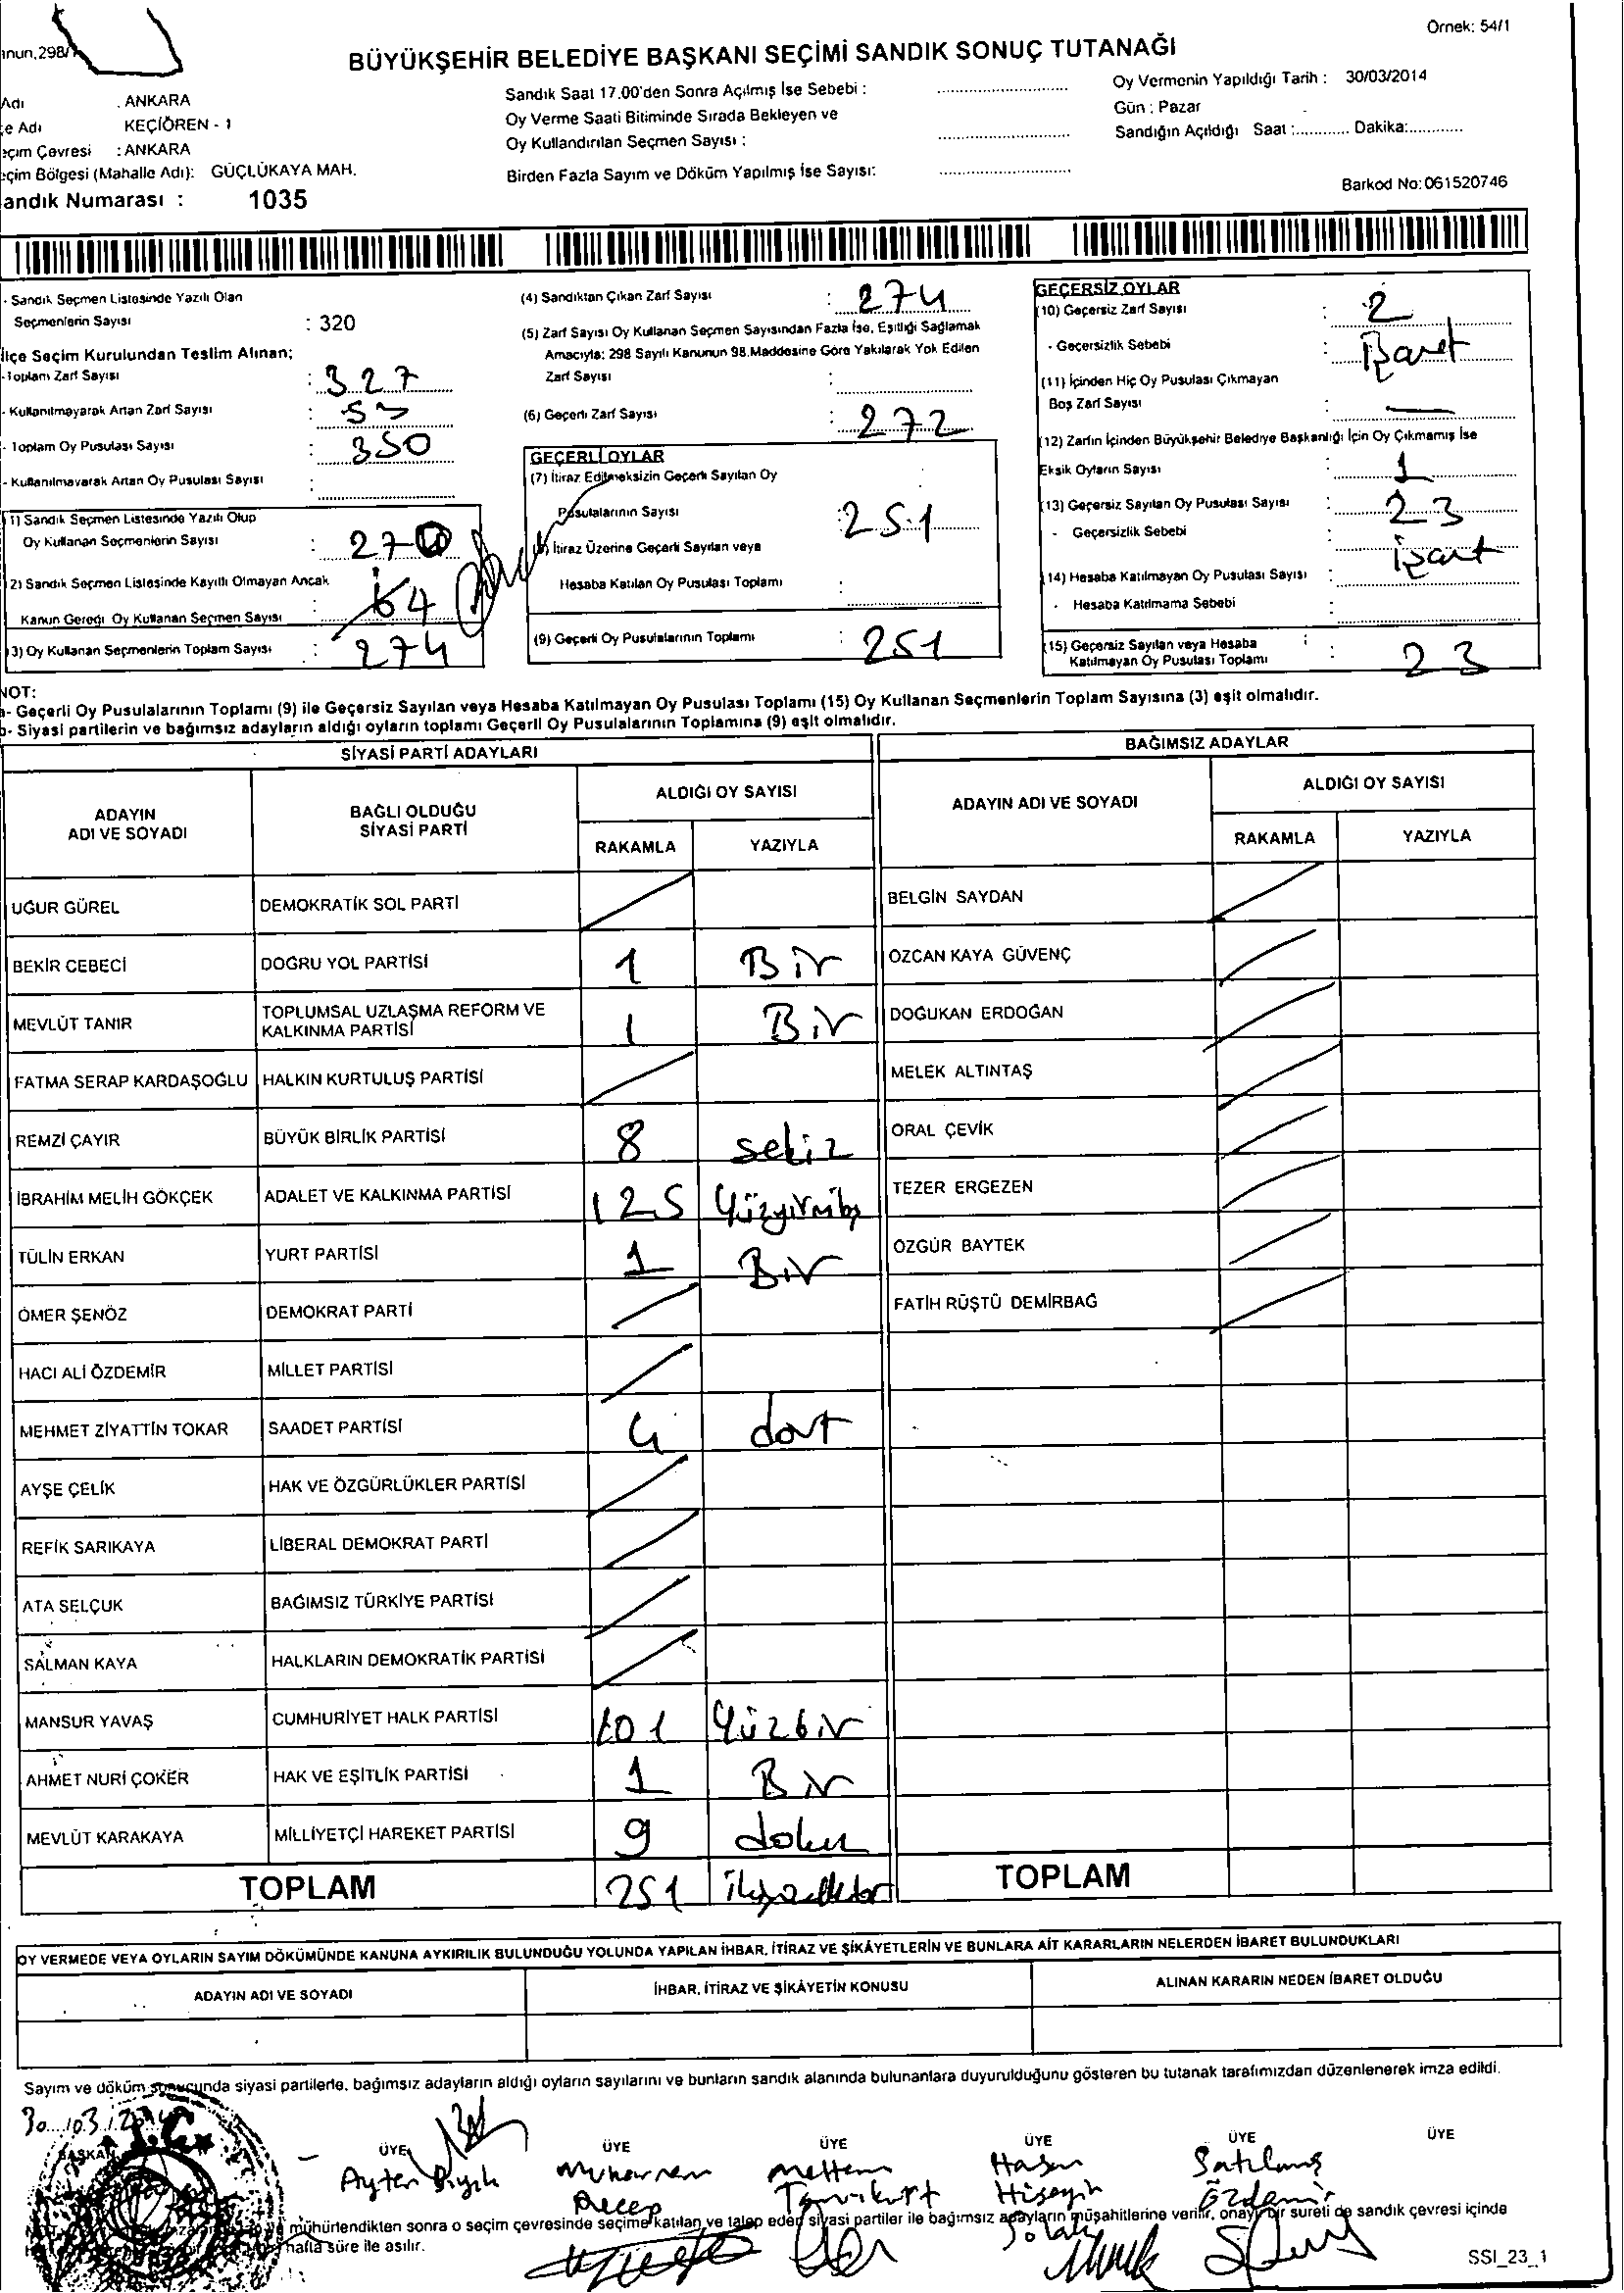 Örnek: 54/1
BÜYÜKŞEHİR BELEDİYE BAŞKANI SEÇİMİ SANDIK SONUÇ TUTANAĞI
anun,298/
Adı : ANKARA
çe Adı KEÇİÖREN - 1
eçim Çevresi : ANKARA
eçim Bölgesi (Mahalle Adı): GÜÇLÜKAYA MAH.
andık Numarası : 1035
Sandık Saat 17.00'den Sonra Açılmış İse Sebebi :
Oy Verme Saati Bitiminde Sırada Bekleyen ve
Oy Kullandırılan Seçmen Sayısı :
Birden Fazla Sayım ve Döküm Yapılmış İse Sayısı:
Oy Vermenin Yapıldığı Tarih : 30/03/2014
Gün : Pazar
Sandığın Açıldığı Saat :............ Dakika:............
Barkod No:061520746
- Sandık Seçmen Listesinde Yazılı Olan
Seçmenlerin Sayısı : 320
İlçe Seçim Kurulundan Teslim Alınan;
-Toplam Zarf Sayısı : 327
- Kullanılmayarak Artan Zarf Sayısı : 53
- Toplam Oy Pusulası Sayısı : 350
- Kullanılmayarak Artan Oy Pusulası Sayısı :
(1) Sandık Seçmen Listesinde Yazılı Olup
Oy Kullanan Seçmenlerin Sayısı : 270
2) Sandık Seçmen Listesinde Kayıtlı Olmayan Ancak
Kanun Gereği Oy Kullanan Seçmen Sayısı : 4
(3) Oy Kullanan Seçmenlerin Toplam Sayısı : 274
(4) Sandıktan Çıkan Zarf Sayısı : 274
(5) Zarf Sayısı Oy Kullanan Seçmen Sayısından Fazla İse, Eşitliği Sağlamak
Amacıyla; 298 Sayılı Kanunun 98.Maddesine Göre Yakılarak Yok Edilen
Zarf Sayısı :
(6) Geçerli Zarf Sayısı : 272
GEÇERLİ OYLAR
(7) İtiraz Edilmeksizin Geçerli Sayılan Oy
Pusulalarının Sayısı : 251
(8) İtiraz Üzerine Geçerli Sayılan veya
Hesaba Katılan Oy Pusulası Toplamı :
(9) Geçerli Oy Pusulalarının Toplamı : 251
GEÇERSİZ OYLAR
(10) Geçersiz Zarf Sayısı : 2
- Geçersizlik Sebebi : İşaret
(11) İçinden Hiç Oy Pusulası Çıkmayan
Boş Zarf Sayısı : —
(12) Zarfın İçinden Büyükşehir Belediye Başkanlığı İçin Oy Çıkmamış İse
Eksik Oyların Sayısı : 1
(13) Geçersiz Sayılan Oy Pusulası Sayısı : 23
- Geçersizlik Sebebi : işart
(14) Hesaba Katılmayan Oy Pusulası Sayısı :
- Hesaba Katılmama Sebebi :
(15) Geçersiz Sayılan veya Hesaba
Katılmayan Oy Pusulası Toplamı : 23
NOT:
a- Geçerli Oy Pusulalarının Toplamı (9) ile Geçersiz Sayılan veya Hesaba Katılmayan Oy Pusulası Toplamı (15) Oy Kullanan Seçmenlerin Toplam Sayısına (3) eşit olmalıdır.
b- Siyasi partilerin ve bağımsız adayların aldığı oyların toplamı Geçerli Oy Pusulalarının Toplamına (9) eşit olmalıdır.
SİYASİ PARTİ ADAYLARI
ADAYIN ADI VE SOYADI BAĞLI OLDUĞU SİYASİ PARTİ ALDIĞI OY SAYISI
RAKAMLA YAZIYLA
UĞUR GÜREL DEMOKRATİK SOL PARTİ
BEKİR CEBECİ DOĞRU YOL PARTİSİ 1 Bir
MEVLÜT TANIR TOPLUMSAL UZLAŞMA REFORM VE KALKINMA PARTİSİ 1 Bir
FATMA SERAP KARDAŞOĞLU HALKIN KURTULUŞ PARTİSİ
REMZİ ÇAYIR BÜYÜK BİRLİK PARTİSİ 8 sekiz
İBRAHİM MELİH GÖKÇEK ADALET VE KALKINMA PARTİSİ 125 Yüzyirmibş
TÜLİN ERKAN YURT PARTİSİ 1 Bir
ÖMER ŞENÖZ DEMOKRAT PARTİ
HACI ALİ ÖZDEMİR MİLLET PARTİSİ
MEHMET ZİYATTİN TOKAR SAADET PARTİSİ 4 dört
AYŞE ÇELİK HAK VE ÖZGÜRLÜKLER PARTİSİ
REFİK SARIKAYA LİBERAL DEMOKRAT PARTİ
ATA SELÇUK BAĞIMSIZ TÜRKİYE PARTİSİ
SALMAN KAYA HALKLARIN DEMOKRATİK PARTİSİ
MANSUR YAVAŞ CUMHURİYET HALK PARTİSİ 101 Yüzbir
AHMET NURİ ÇOKER HAK VE EŞİTLİK PARTİSİ 1 Bir
MEVLÜT KARAKAYA MİLLİYETÇİ HAREKET PARTİSİ 9 dokuz
TOPLAM 251
BAĞIMSIZ ADAYLAR
ADAYIN ADI VE SOYADI ALDIĞI OY SAYISI
RAKAMLA YAZIYLA
BELGİN SAYDAN
ÖZCAN KAYA GÜVENÇ
DOĞUKAN ERDOĞAN
MELEK ALTINTAŞ
ORAL ÇEVİK
TEZER ERGEZEN
ÖZGÜR BAYTEK
FATİH RÜŞTÜ DEMİRBAĞ
TOPLAM
OY VERMEDE VEYA OYLARIN SAYIM DÖKÜMÜNDE KANUNA AYKIRILIK BULUNDUĞU YOLUNDA YAPILAN İHBAR, İTİRAZ VE ŞİKÂYETLERİN VE BUNLARA AİT KARARLARIN NELERDEN İBARET BULUNDUKLARI
ADAYIN ADI VE SOYADI İHBAR, İTİRAZ VE ŞİKÂYETİN KONUSU ALINAN KARARIN NEDEN İBARET OLDUĞU
Sayım ve döküm sonucunda siyasi partilerle, bağımsız adayların aldığı oyların sayılarını ve bunların sandık alanında bulunanlara duyurulduğunu gösteren bu tutanak tarafımızdan düzenlenerek imza edildi.
30/03/2014
T.C.
BAŞKAN ÜYE ÜYE ÜYE ÜYE ÜYE ÜYE
Ayten Bıyık Muharrem Meltem Hasan Satılmış
Recep Tanrıkurt Hüseyin Özdemir
mühürlendikten sonra o seçim çevresinde seçime katılan ve talep eden siyasi partiler ile bağımsız adayların müşahitlerine verilir, onaylı bir sureti de sandık çevresi içinde
hafta süre ile asılır.
SSI_23_1